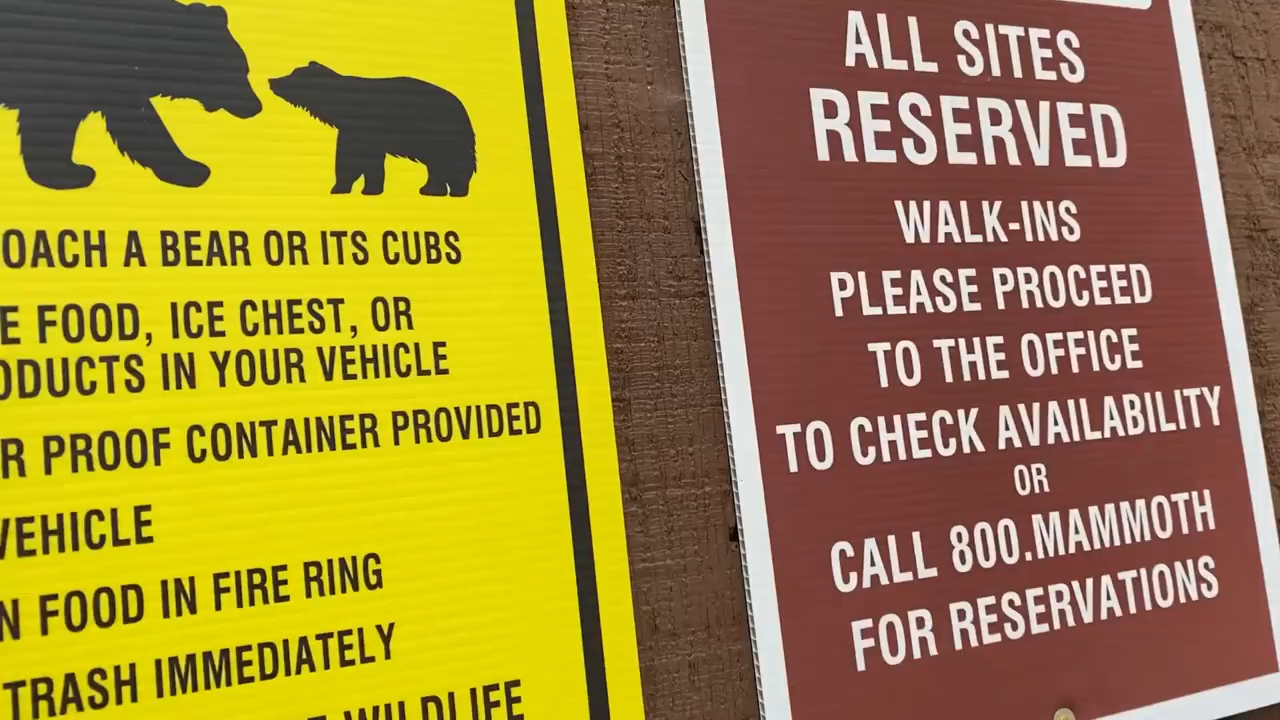 A BEAR OR ITS CUBS
FOOD, ICE CHEST, OR
IN YOUR VEHICLE
PROOF CONTAINER PROVIDED
VEHICLE
FOOD IN FIRE RING
TRASH IMMEDIATELY
WILDLIFE
ALL SITES
RESERVED
WALK-INS
PLEASE PROCEED
TO THE OFFICE
TO CHECK AVAILABILITY
OR
CALL 800.MAMMOTH
FOR RESERVATIONS